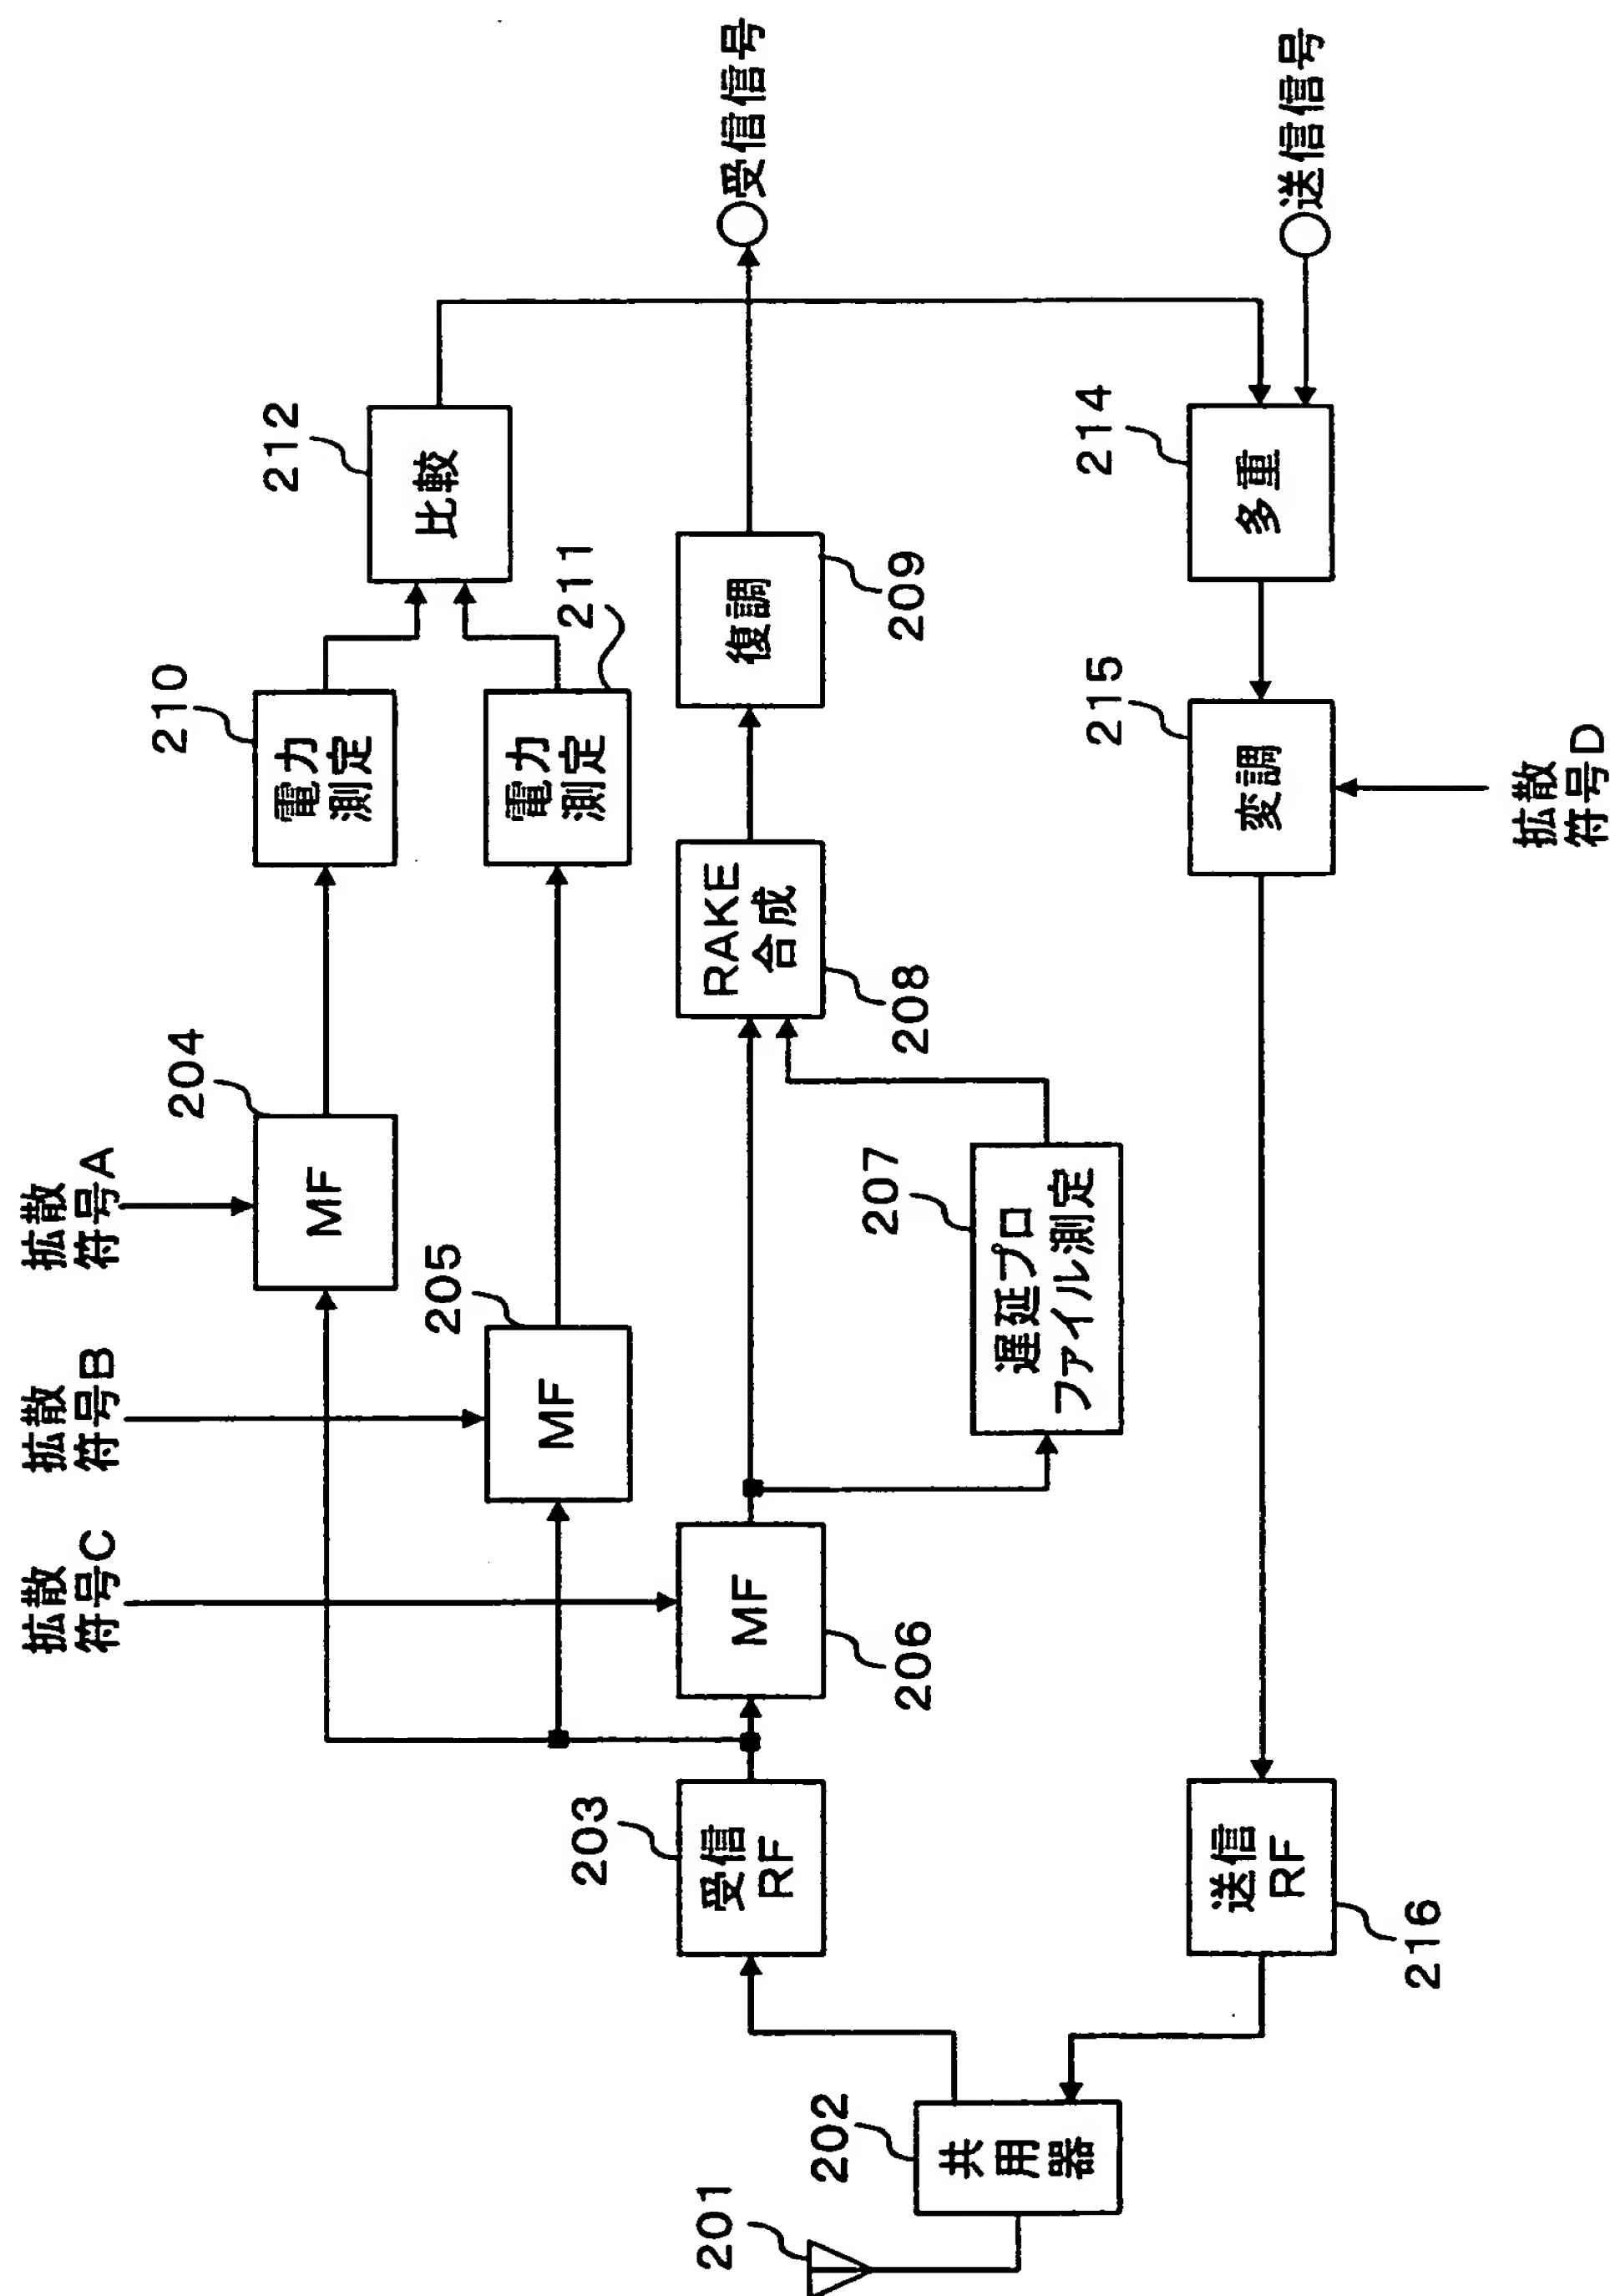 拡散
符号A
拡散
符号B
拡散
符号C
204
MF
205
MF
206
MF
210
電力
測定
211
電力
測定
212
比較
受信信号
201
202
共用器
203
受信
RF
207
遅延プロ
ファイル測定
208
RAKE
合成
209
復調
送信信号
214
多重
215
変調
拡散
符号D
216
送信
RF